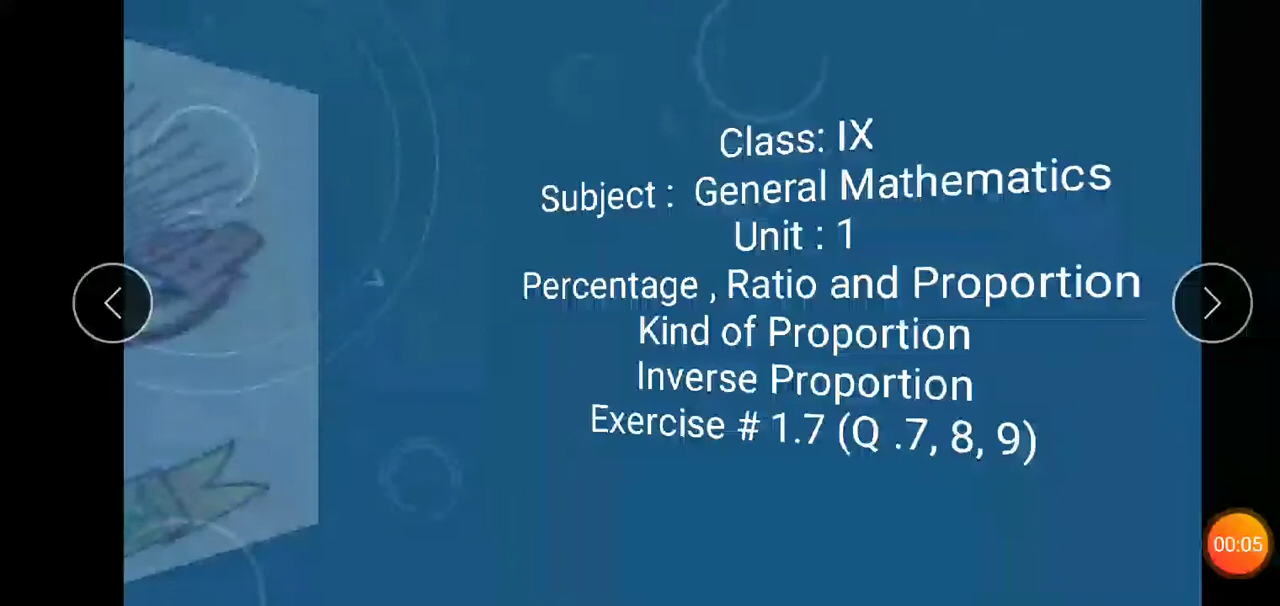 Class: IX
Subject : General Mathematics
Unit : 1
Percentage , Ratio and Proportion
Kind of Proportion
Inverse Proportion
Exercise # 1.7 (Q .7, 8, 9)
00:05